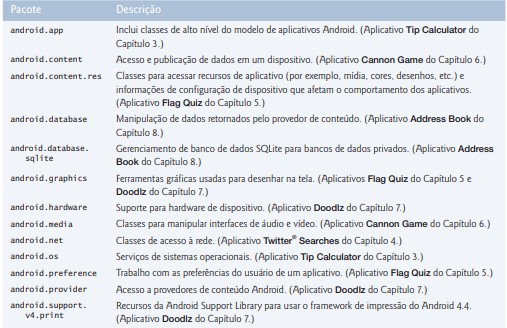 Pacote Descrição
android.app Inclui classes de alto nível do modelo de aplicativos Android. (Aplicativo Tip Calculator do
Capítulo 3.)
android.content Acesso e publicação de dados em um dispositivo. (Aplicativo Cannon Game do Capítulo 6.)
android.content.res Classes para acessar recursos de aplicativo (por exemplo, mídia, cores, desenhos, etc.) e
informações de configuração de dispositivo que afetam o comportamento dos aplicativos.
(Aplicativo Flag Quiz do Capítulo 5.)
android.database Manipulação de dados retornados pelo provedor de conteúdo. (Aplicativo Address Book do
Capítulo 8.)
android.database. Gerenciamento de banco de dados SQLite para bancos de dados privados. (Aplicativo Address
sqlite Book do Capítulo 8.)
android.graphics Ferramentas gráficas usadas para desenhar na tela. (Aplicativos Flag Quiz do Capítulo 5 e
Doodlz do Capítulo 7.)
android.hardware Suporte para hardware de dispositivo. (Aplicativo Doodlz do Capítulo 7.)
android.media Classes para manipular interfaces de áudio e vídeo. (Aplicativo Cannon Game do Capítulo 6.)
android.net Classes de acesso à rede. (Aplicativo Twitter® Searches do Capítulo 4.)
android.os Serviços de sistemas operacionais. (Aplicativo Tip Calculator do Capítulo 3.)
android.preference Trabalho com as preferências do usuário de um aplicativo. (Aplicativo Flag Quiz do Capítulo 5.)
android.provider Acesso a provedores de conteúdo Android. (Aplicativo Doodlz do Capítulo 7.)
android.support. Recursos da Android Support Library para usar o framework de impressão do Android 4.4.
v4.print (Aplicativo Doodlz do Capítulo 7.)